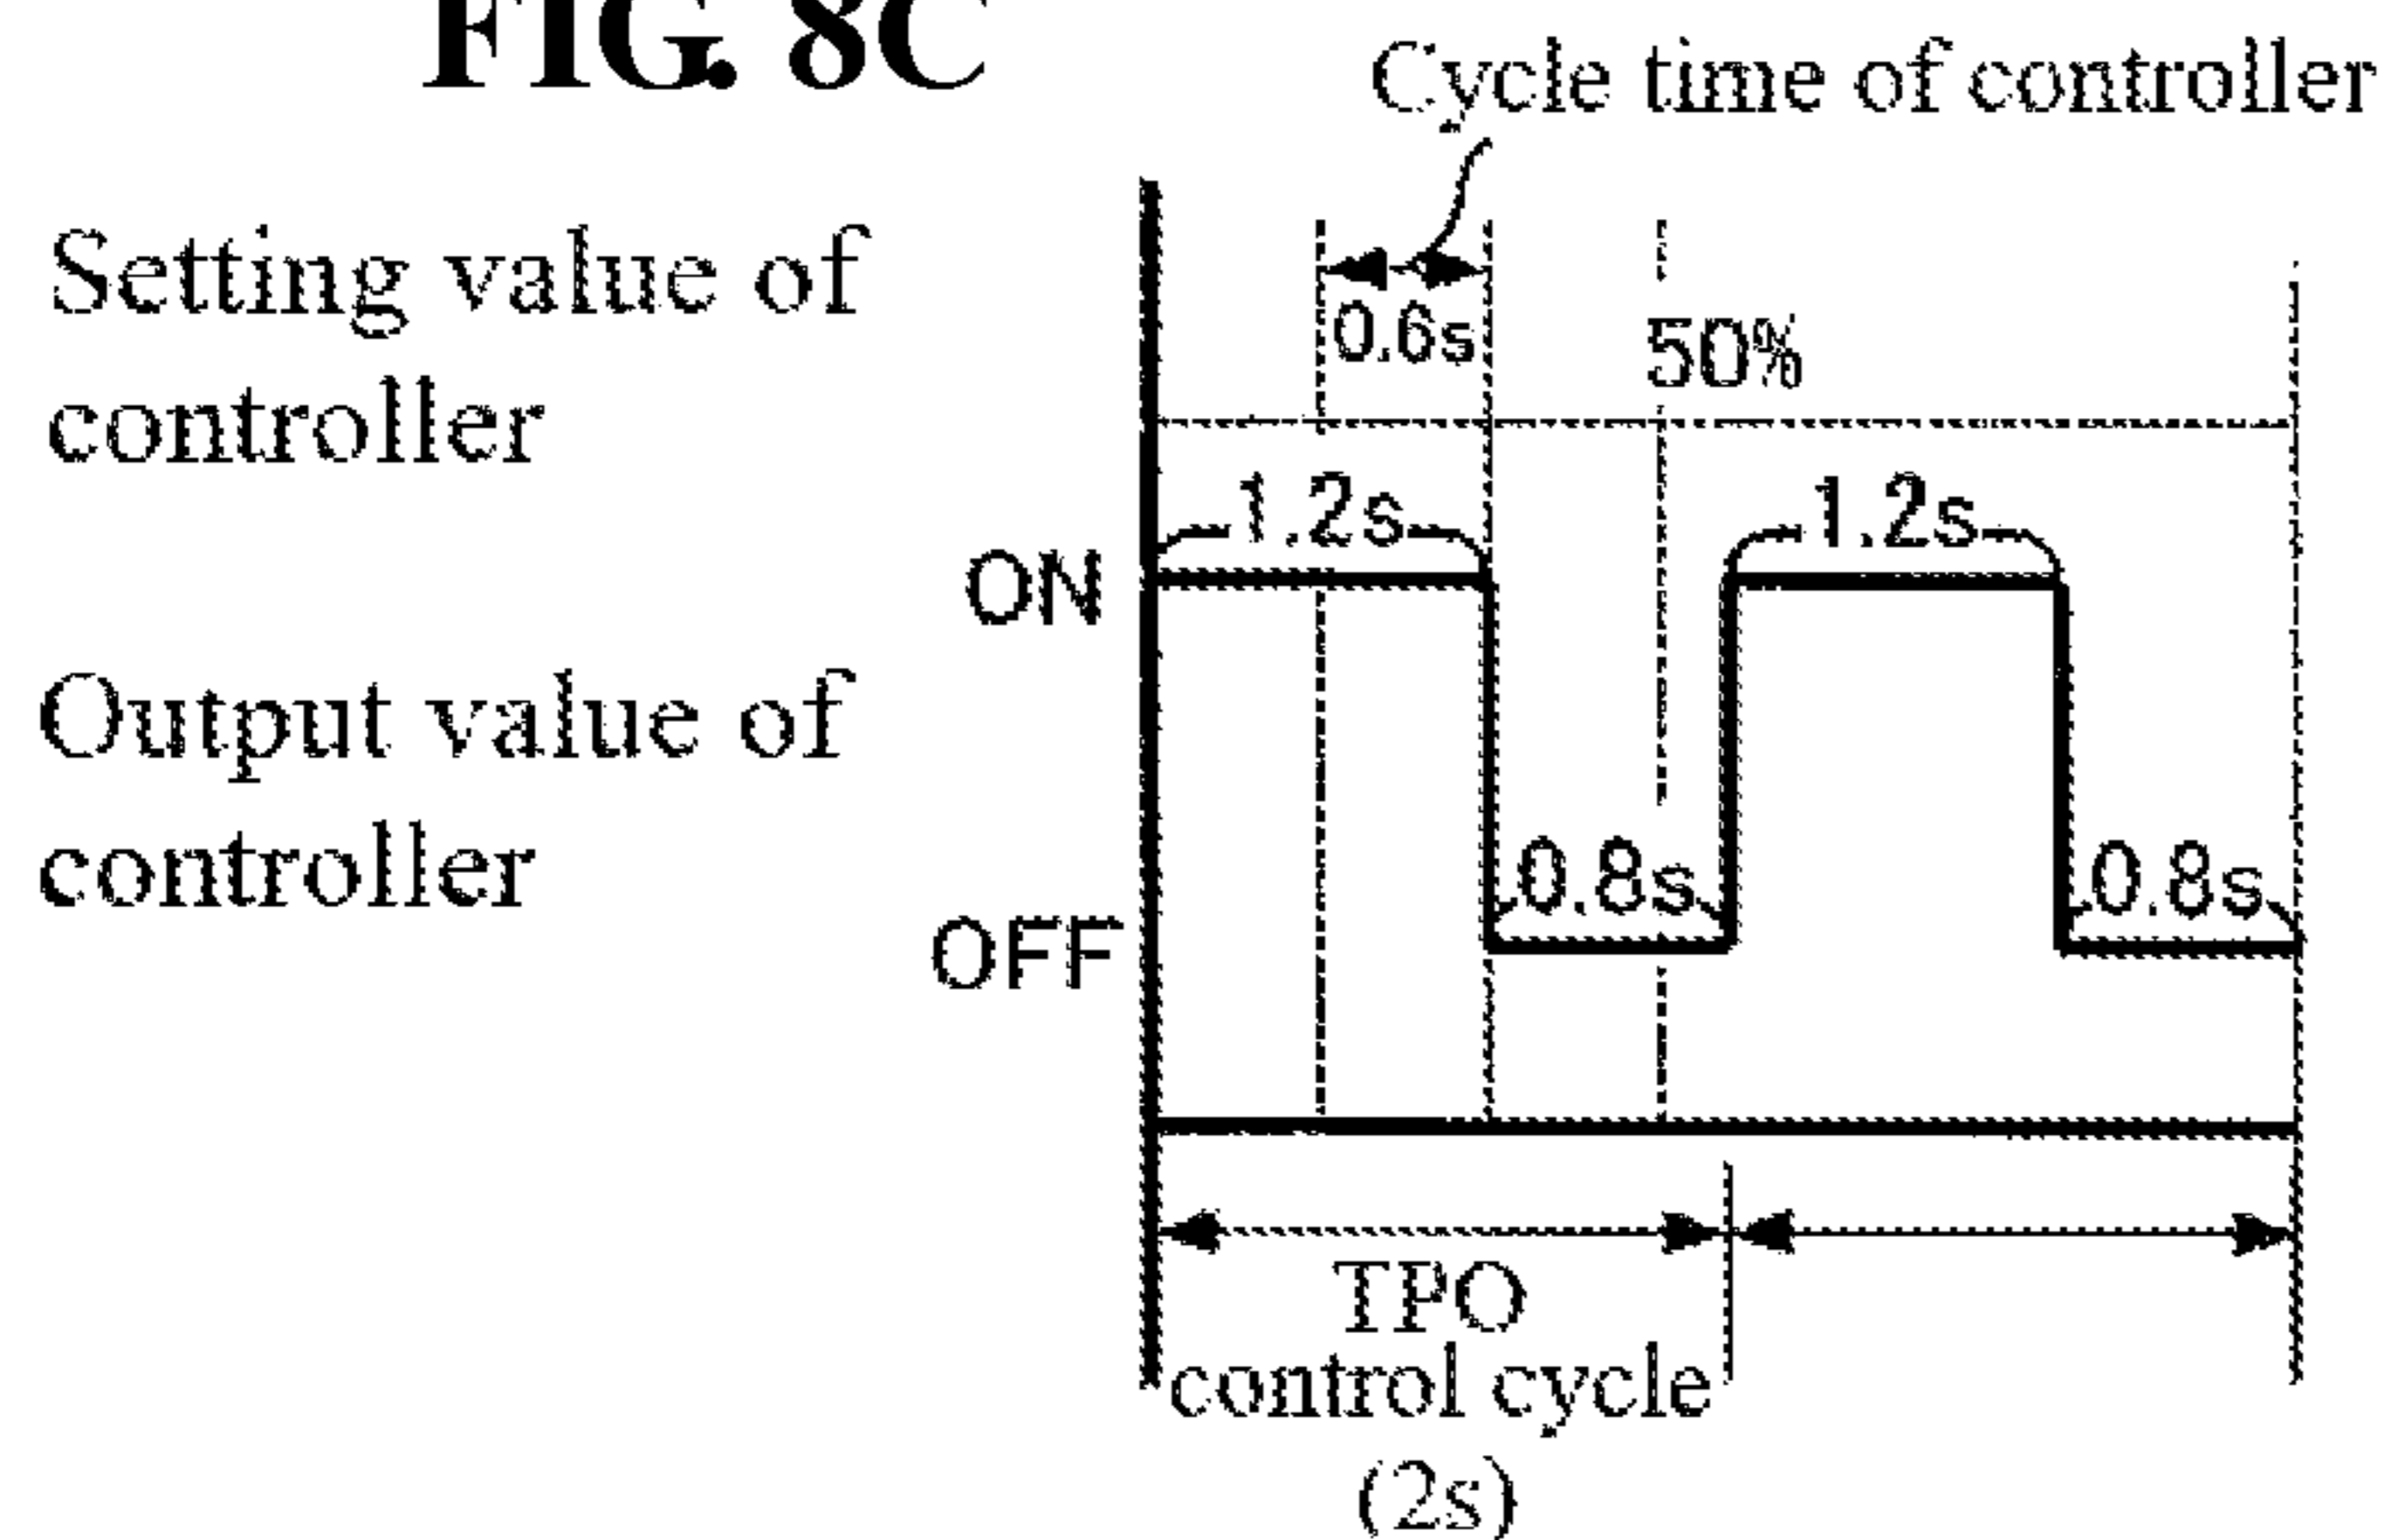 FIG. 8C
Cycle time of controller
Setting value of
controller
0.6s
50%
1.2s
1.2s
ON
Output value of
controller
0.8s
0.8s
OFF
TPO
control cycle
(2s)